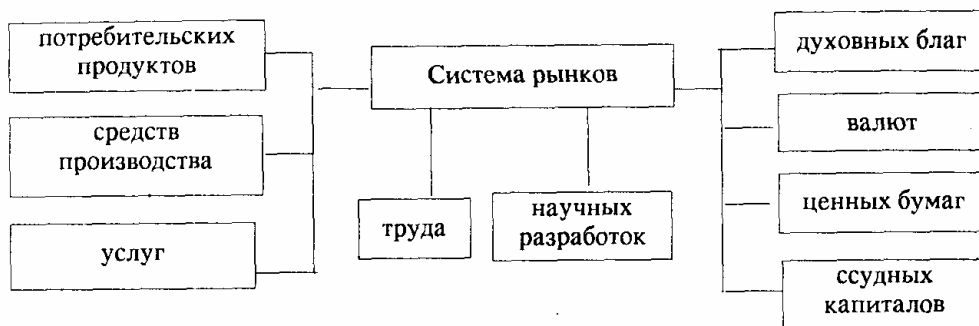 потребительских
продуктов
средств
производства
услуг
Система рынков
труда
научных
разработок
духовных благ
валют
ценных бумаг
ссудных
капиталов